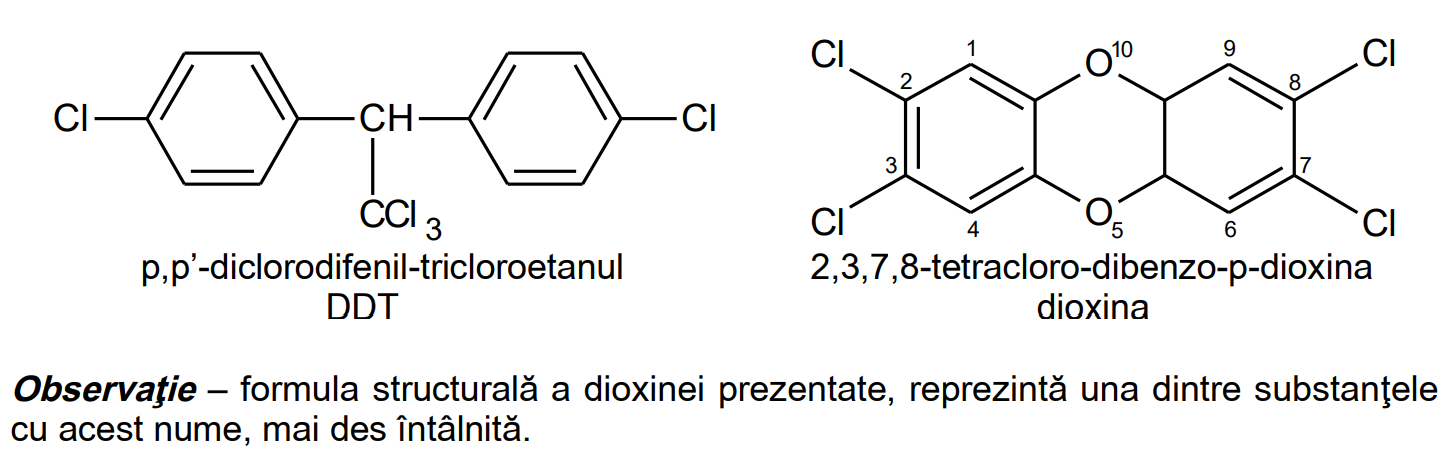 Cl CH Cl
CCl 3
p,p’-diclorodifenil-tricloroetanul
DDT
Cl 1 O 10 9 Cl
2 8
3 7
Cl 4 O 5 6 Cl
2,3,7,8-tetracloro-dibenzo-p-dioxina
dioxina
Observaţie – formula structurală a dioxinei prezentate, reprezintă una dintre substanţele
cu acest nume, mai des întâlnită.